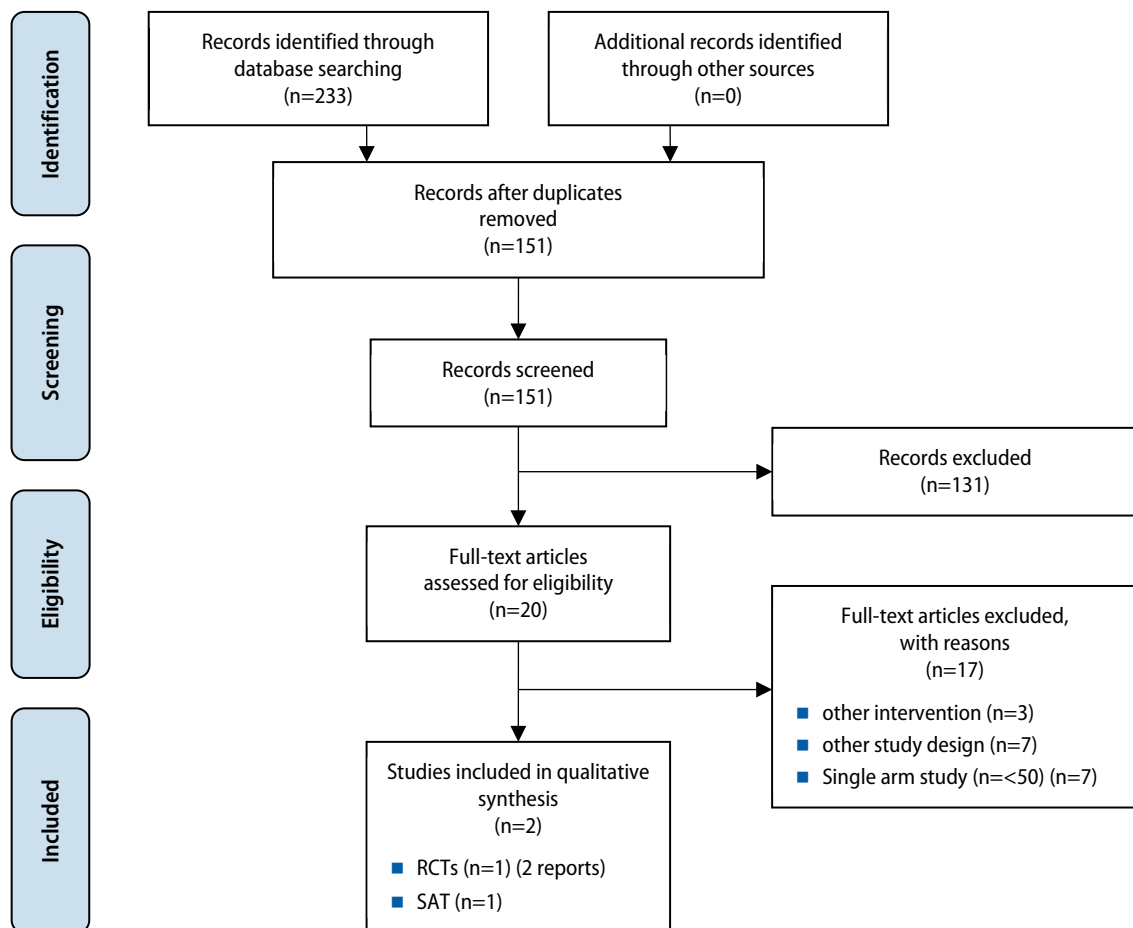 Identification
Records identified through
database searching
(n=233)
Additional records identified
through other sources
(n=0)
Records after duplicates
removed
(n=151)
Screening
Records screened
(n=151)
Records excluded
(n=131)
Eligibility
Full-text articles
assessed for eligibility
(n=20)
Full-text articles excluded,
with reasons
(n=17)
other intervention (n=3)
other study design (n=7)
Single arm study (n=<50) (n=7)
Included
Studies included in qualitative
synthesis
(n=2)
RCTs (n=1) (2 reports)
SAT (n=1)